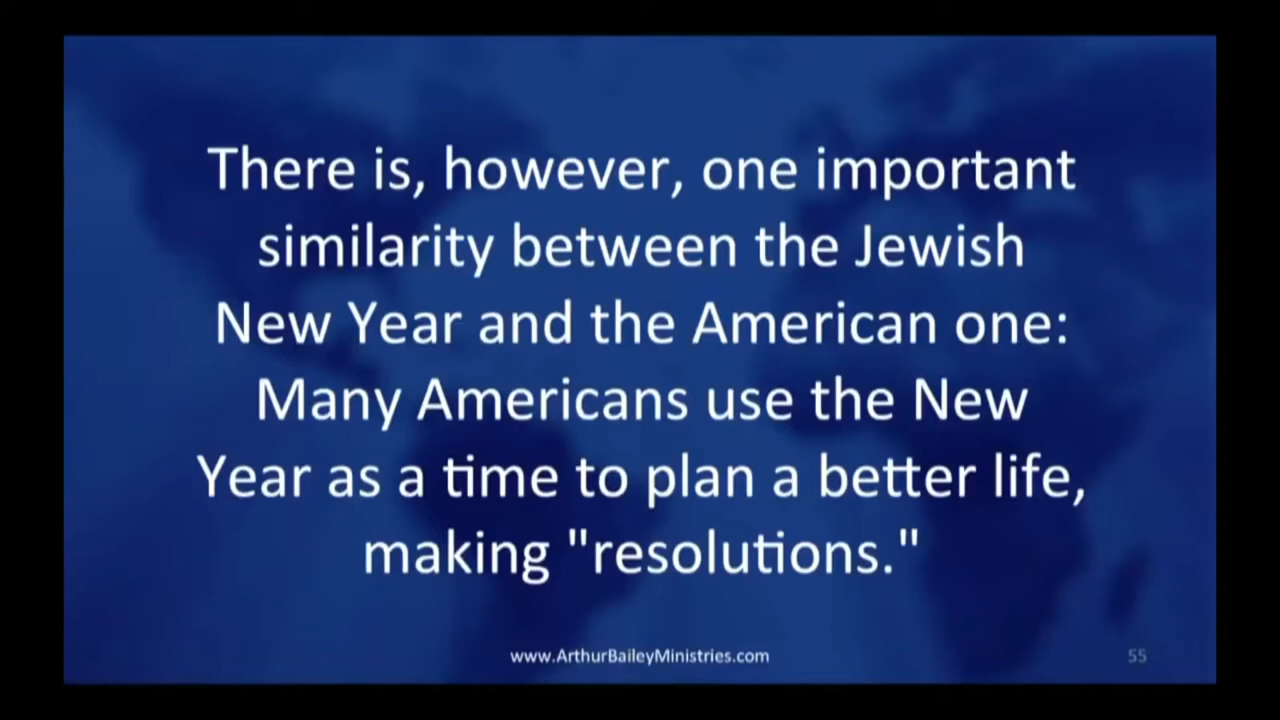 There is, however, one important
similarity between the Jewish
New Year and the American one:
Many Americans use the New
Year as a time to plan a better life,
making "resolutions."
www.ArthurBaileyMinistries.com
55